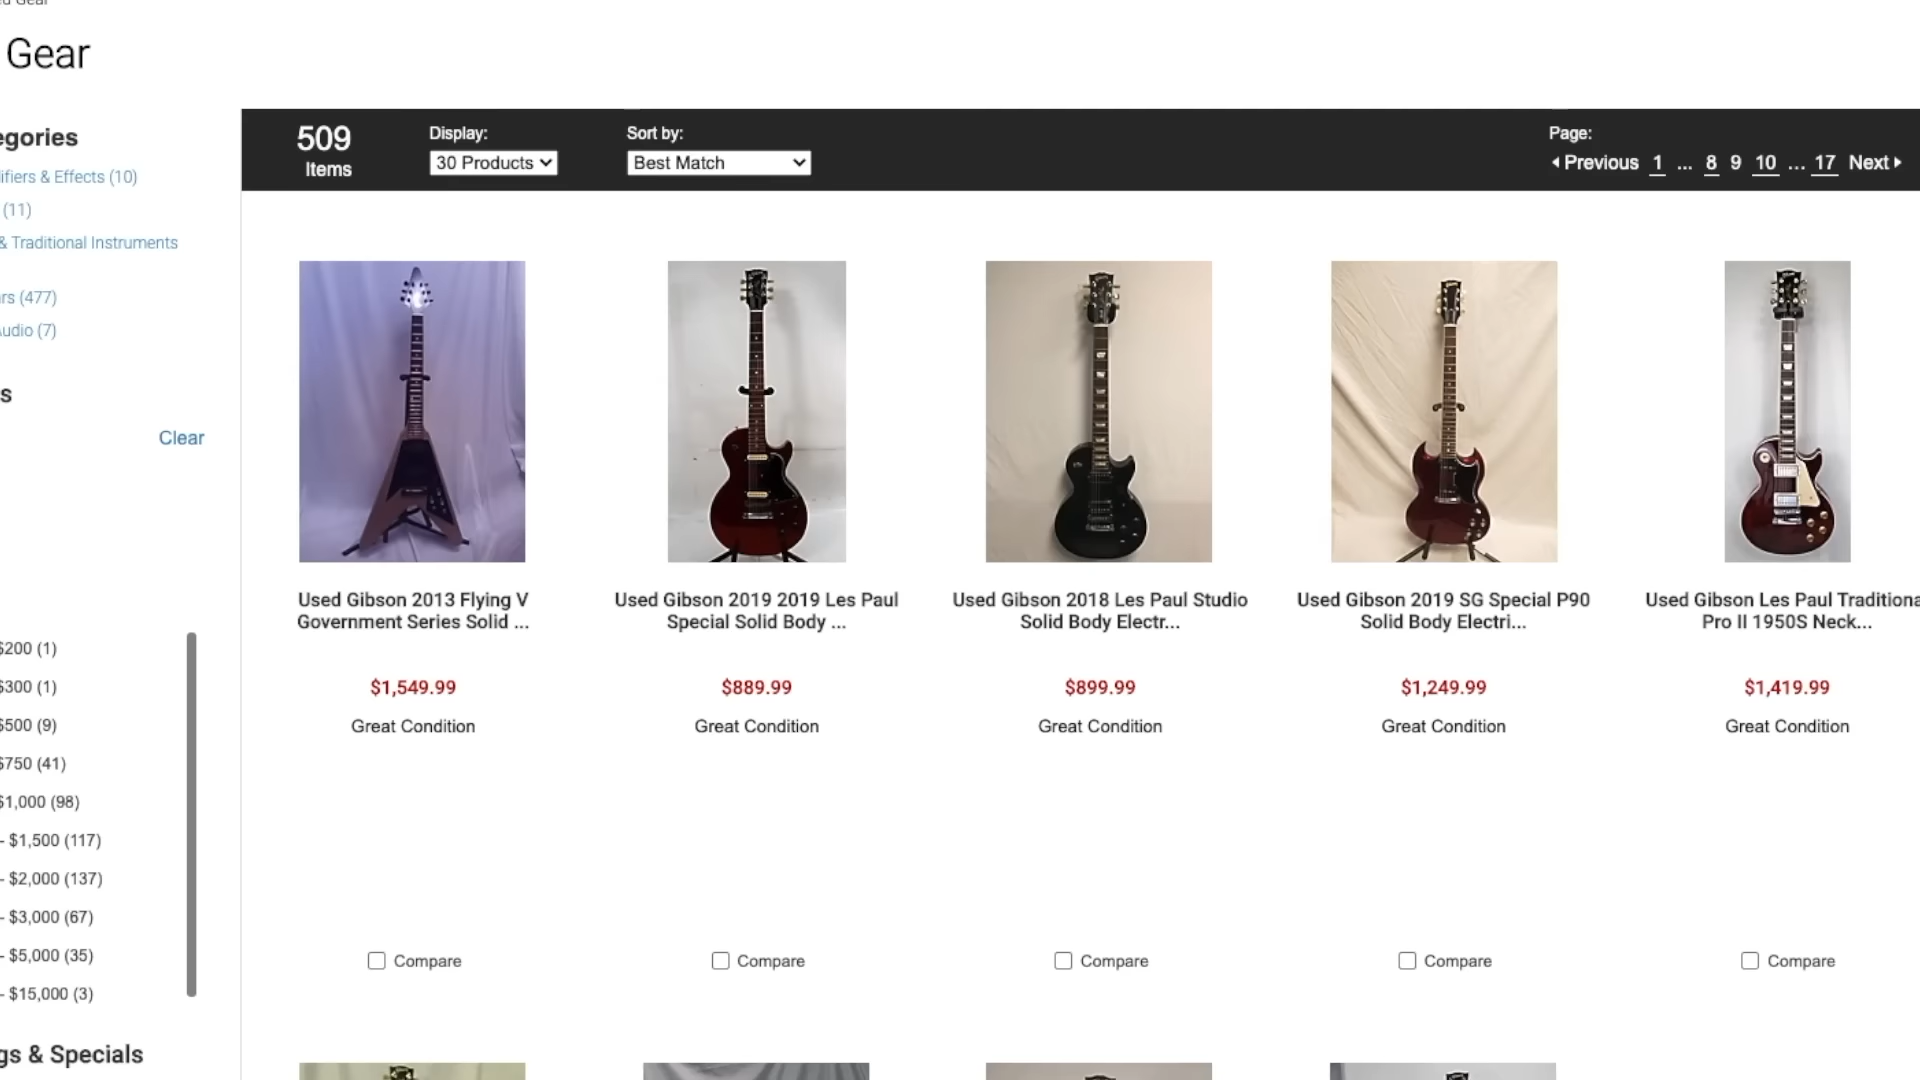 Gear
509
Items
Display:
30 Products
Sort by:
Best Match
Page:
Previous 1 ... 8 9 10 ... 17 Next
egories
ifiers & Effects (10)
(11)
& Traditional Instruments
rs (477)
Audio (7)
s
Clear
$200 (1)
$300 (1)
$500 (9)
$750 (41)
$1,000 (98)
- $1,500 (117)
- $2,000 (137)
- $3,000 (67)
- $5,000 (35)
- $15,000 (3)
gs & Specials
Used Gibson 2013 Flying V
Government Series Solid ...
$1,549.99
Great Condition
Compare
Used Gibson 2019 2019 Les Paul
Special Solid Body ...
$889.99
Great Condition
Compare
Used Gibson 2018 Les Paul Studio
Solid Body Electr...
$899.99
Great Condition
Compare
Used Gibson 2019 SG Special P90
Solid Body Electri...
$1,249.99
Great Condition
Compare
Used Gibson Les Paul Traditiona
Pro II 1950S Neck...
$1,419.99
Great Condition
Compare